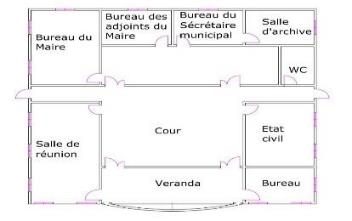 Bureau du
Maire
Bureau des
adjoints du
Maire
Bureau du
Sécrétaire
municipal
Salle
d'archive
WC
Salle de
réunion
Cour
Etat
civil
Veranda
Bureau